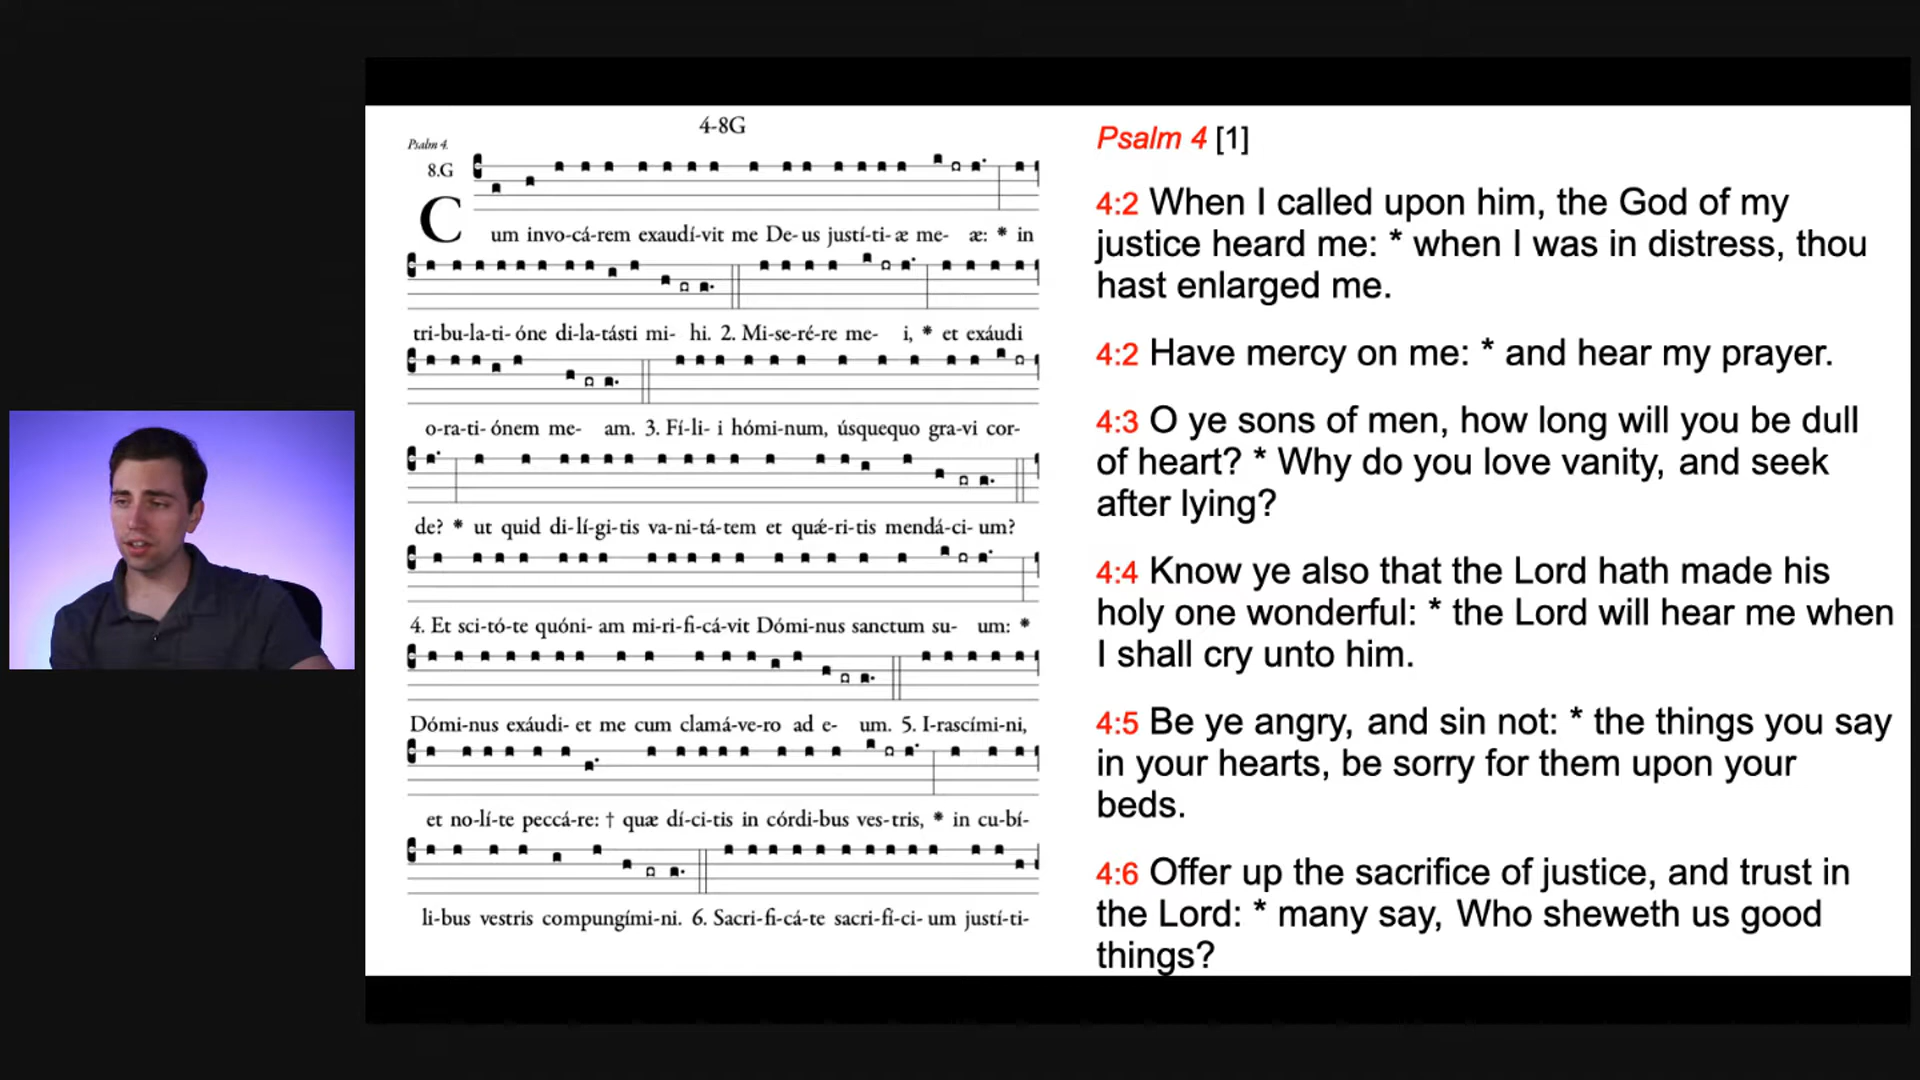 4-8G
Psalm 4.
8.G
Cum invo-cá-rem exaudí-vit me De-us justí-ti-æ me- æ: * in
tri-bu-la-ti-óne di-la-tásti mi- hi. 2. Mi-se-ré-re me- i, * et exáudi
o-ra-ti-ónem me- am. 3. Fí-li- i hómi-num, úsquequo gra-vi cor-
de? * ut quid di-lí-gi-tis va-ni-tá-tem et quǽ-ri-tis mendá-ci-um?
4. Et sci-tó-te quóni- am mi-ri-fi-cá-vit Dómi-nus sanctum su- um: *
Dómi-nus exáudi- et me cum clamá-ve-ro ad e- um. 5. I-rascími-ni,
et no-lí-te peccá-re: † quæ dí-ci-tis in córdi-bus ves-tris, * in cu-bí-
li-bus vestris compungími-ni. 6. Sacri-fi-cá-te sacri-fí-ci- um justí-ti-
Psalm 4 [1]
4:2 When I called upon him, the God of my
justice heard me: * when I was in distress, thou
hast enlarged me.
4:2 Have mercy on me: * and hear my prayer.
4:3 O ye sons of men, how long will you be dull
of heart? * Why do you love vanity, and seek
after lying?
4:4 Know ye also that the Lord hath made his
holy one wonderful: * the Lord will hear me when
I shall cry unto him.
4:5 Be ye angry, and sin not: * the things you say
in your hearts, be sorry for them upon your
beds.
4:6 Offer up the sacrifice of justice, and trust in
the Lord: * many say, Who sheweth us good
things?